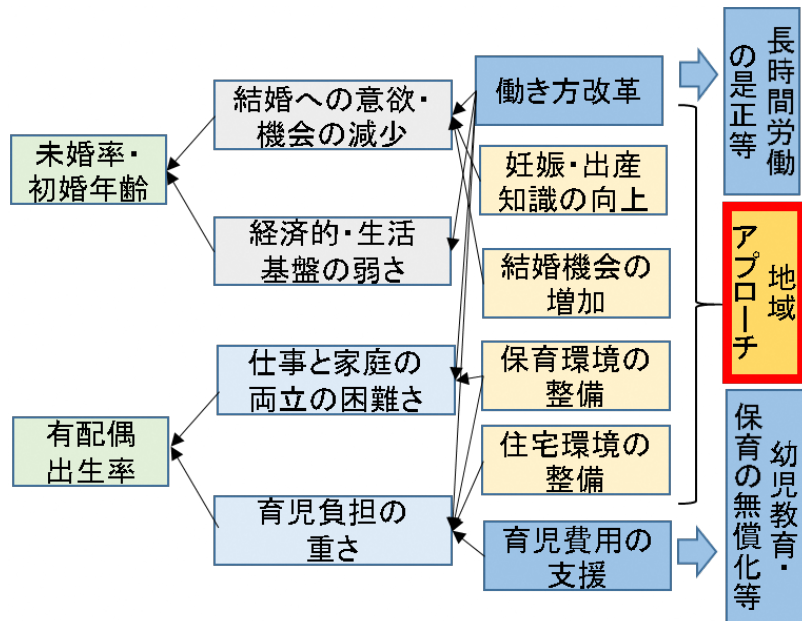 未婚率・
初婚年齢
有配偶
出生率
結婚への意欲・
機会の減少
経済的・生活
基盤の弱さ
仕事と家庭の
両立の困難さ
育児負担の
重さ
働き方改革
妊娠・出産
知識の向上
結婚機会の
増加
保育環境の
整備
住宅環境の
整備
育児費用の
支援
長時間労働
の是正等
地域
アプローチ
幼児教育・
保育の無償化等